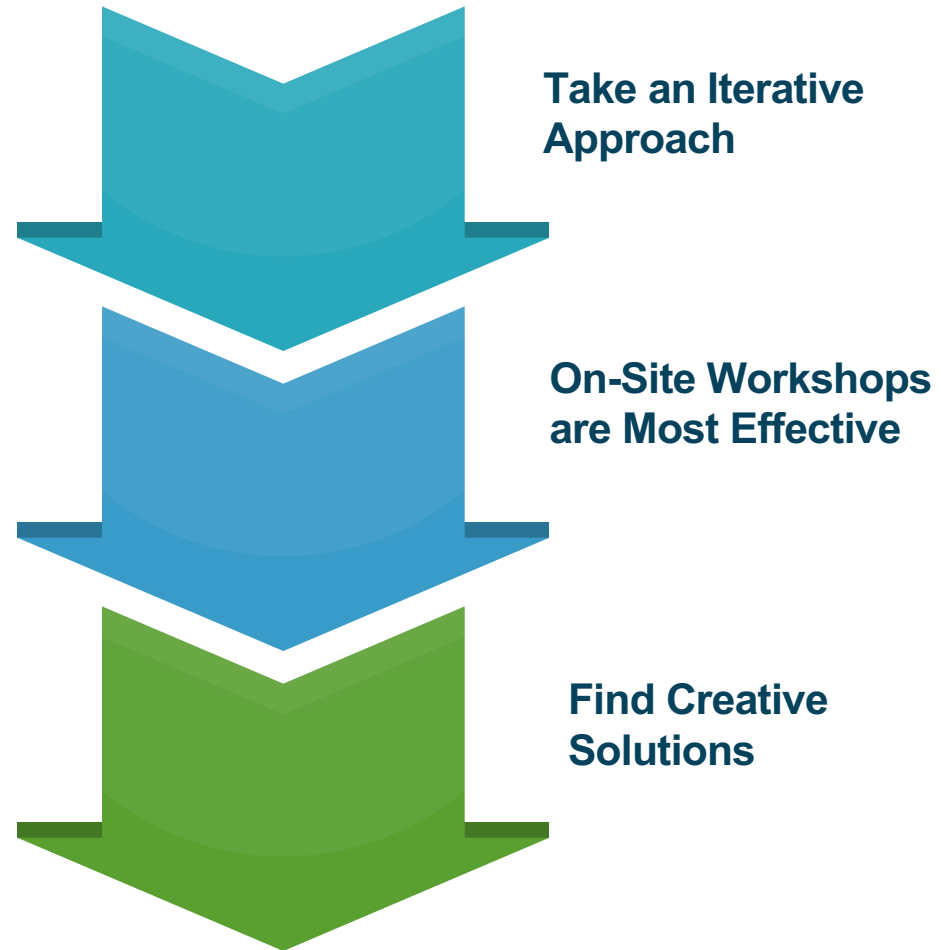 Take an Iterative
Approach
On-Site Workshops
are Most Effective
Find Creative
Solutions